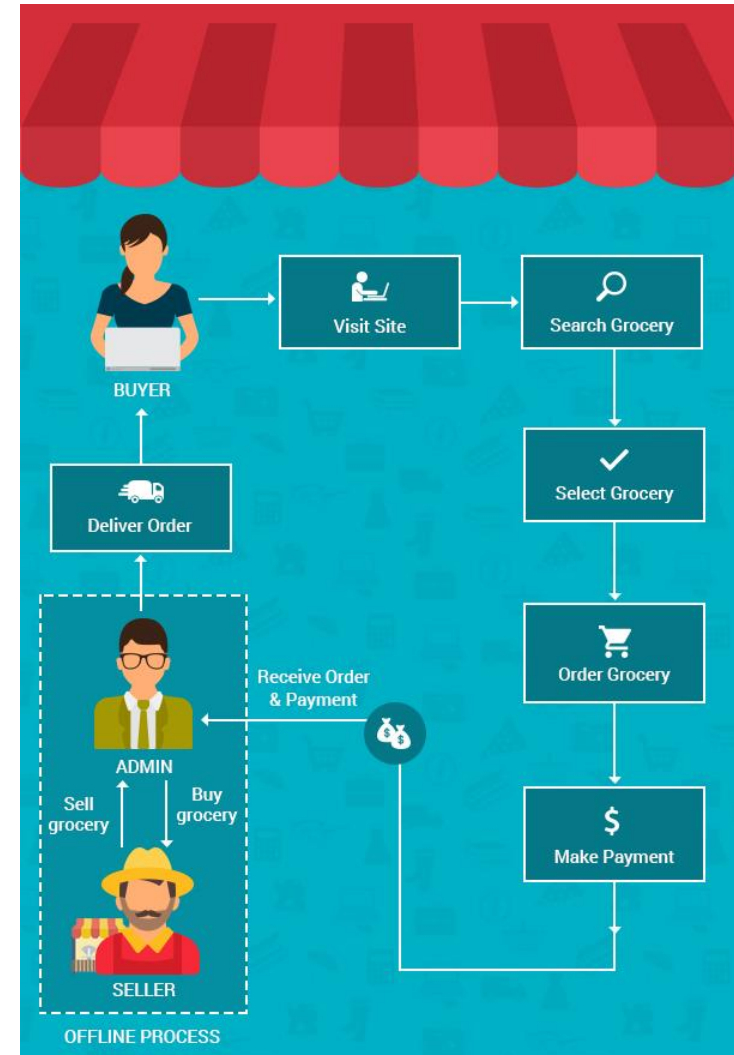 Visit Site
Search Grocery
BUYER
Select Grocery
Deliver Order
Order Grocery
Receive Order
& Payment
$ $
ADMIN
Sell
grocery
Buy
grocery
$
Make Payment
SELLER
OFFLINE PROCESS